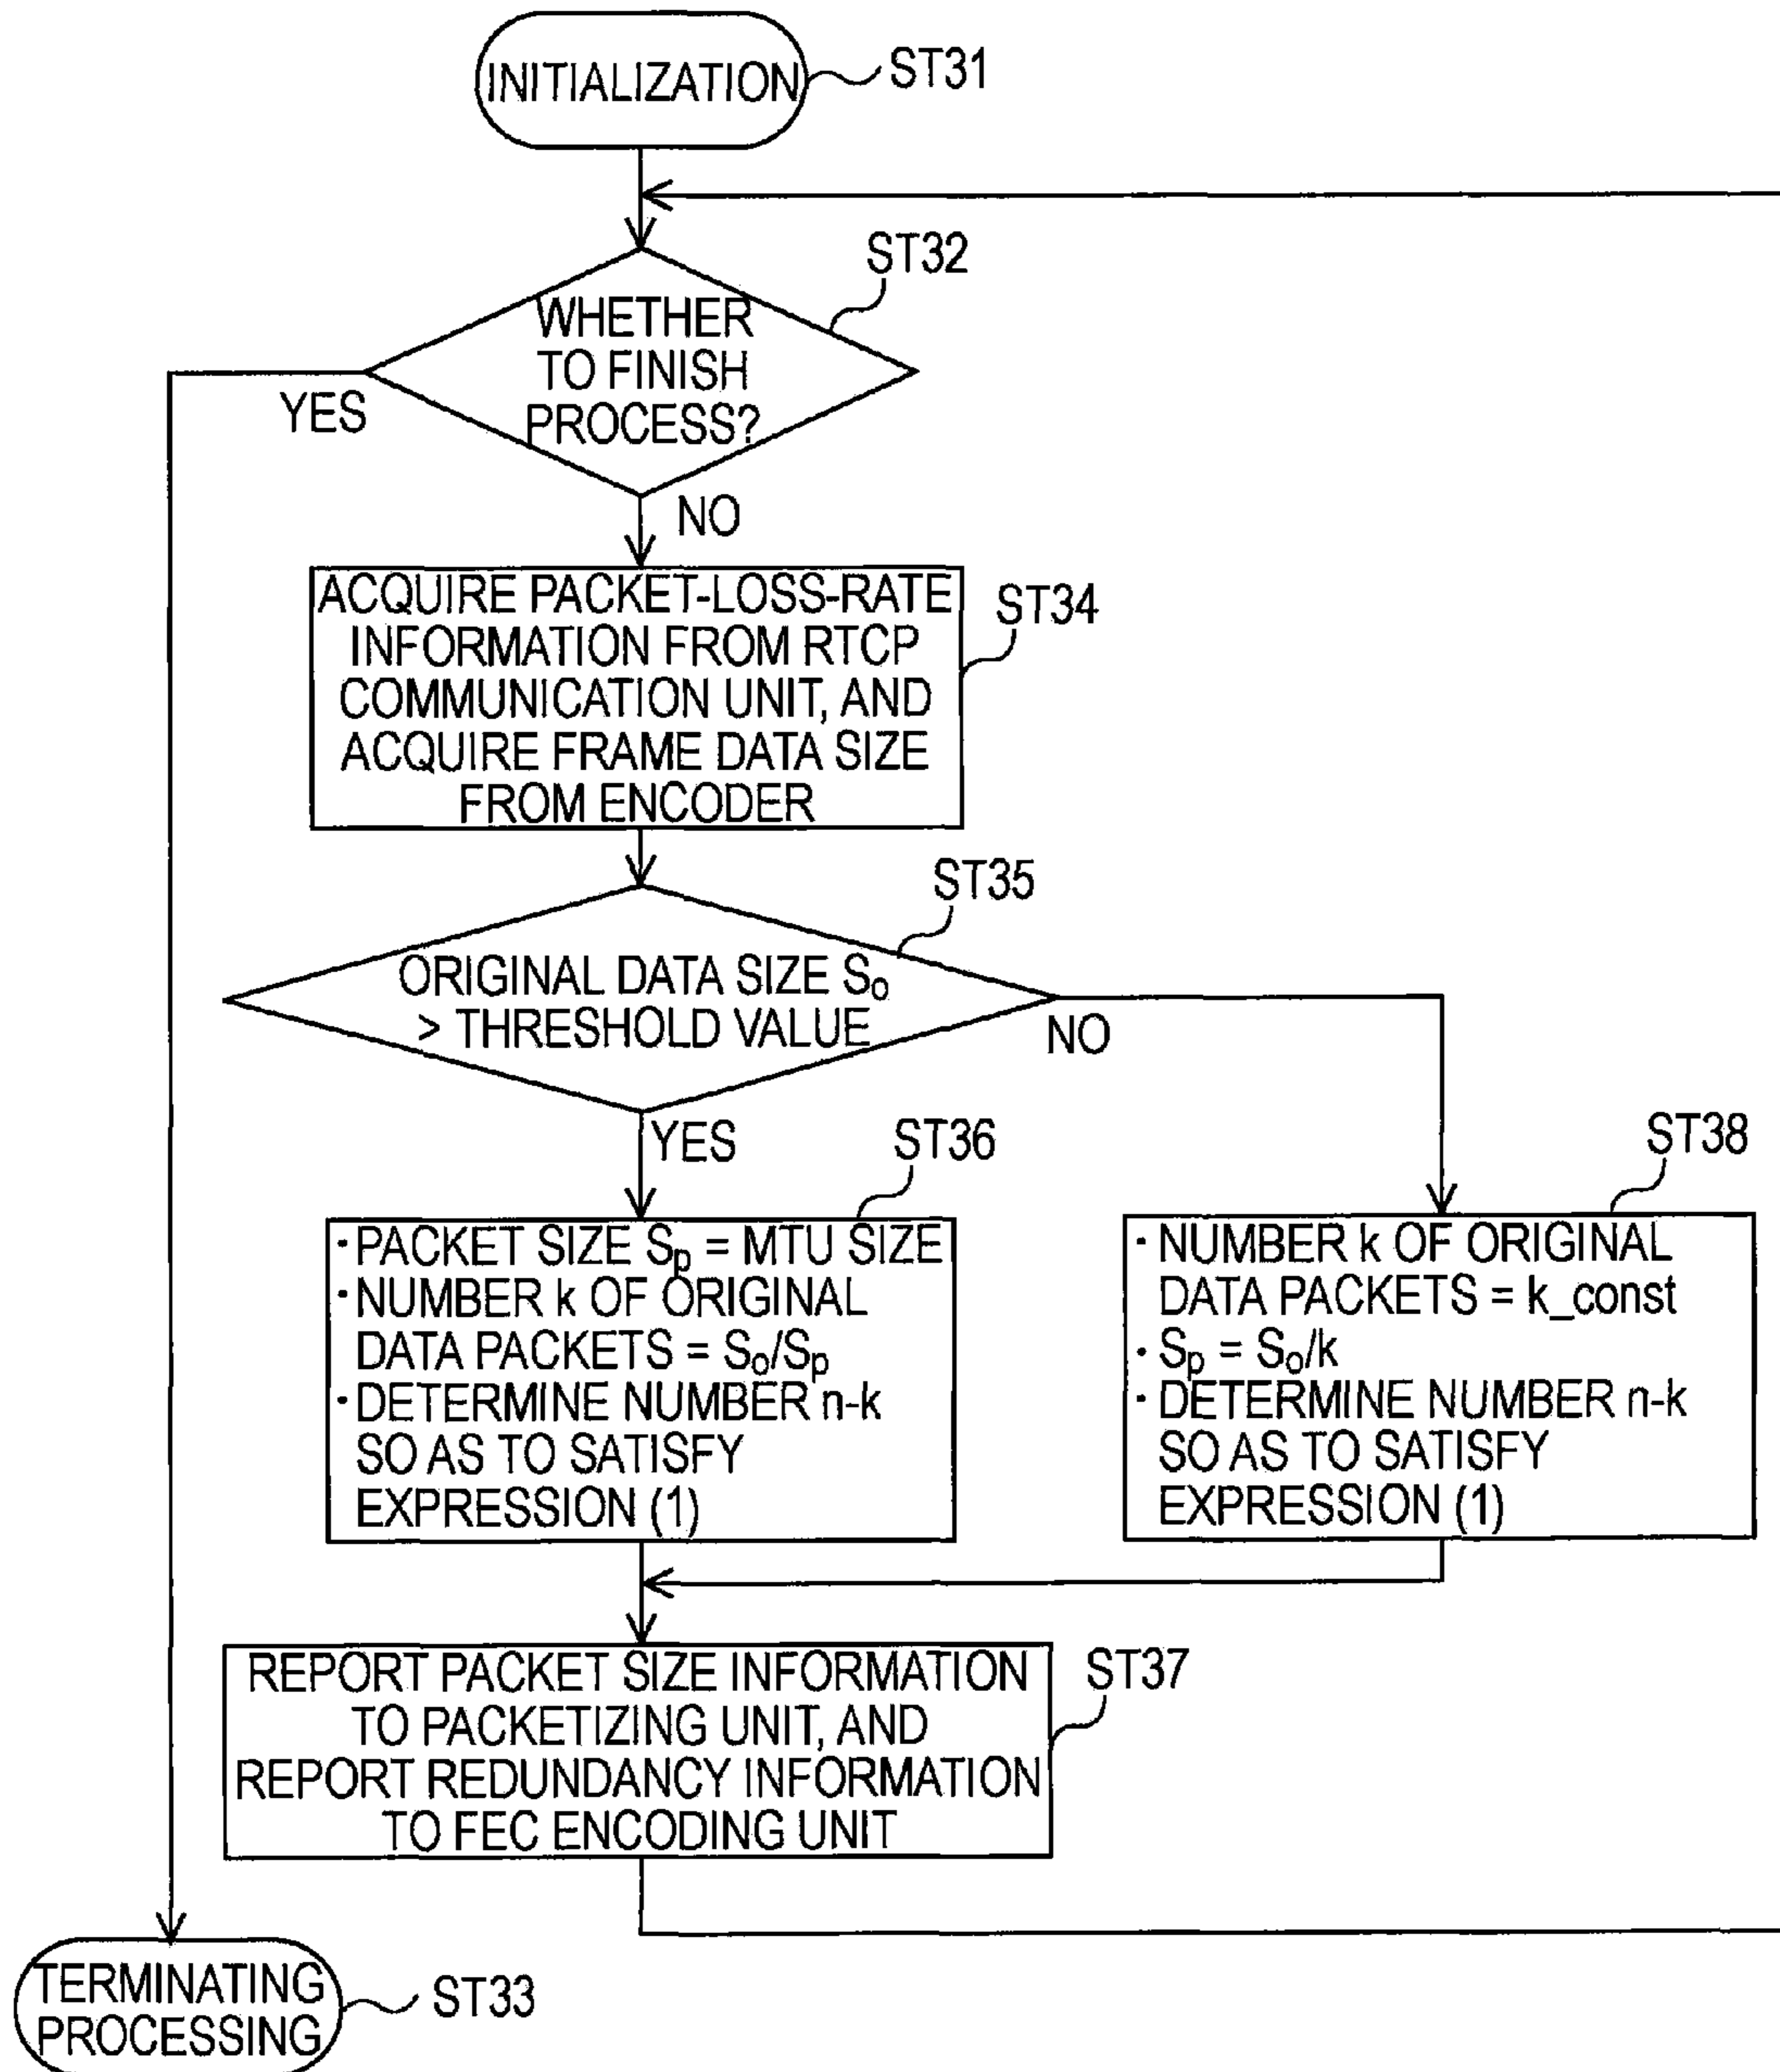 INITIALIZATION
ST31
ST32
WHETHER
TO FINISH
PROCESS?
YES
NO
ACQUIRE PACKET-LOSS-RATE
INFORMATION FROM RTCP
COMMUNICATION UNIT, AND
ACQUIRE FRAME DATA SIZE
FROM ENCODER
ST34
ST35
ORIGINAL DATA SIZE So
> THRESHOLD VALUE
NO
YES
ST36
· PACKET SIZE Sp = MTU SIZE
· NUMBER k OF ORIGINAL
DATA PACKETS = So/Sp
· DETERMINE NUMBER n-k
SO AS TO SATISFY
EXPRESSION (1)
ST38
· NUMBER k OF ORIGINAL
DATA PACKETS = k_const
· Sp = So/k
· DETERMINE NUMBER n-k
SO AS TO SATISFY
EXPRESSION (1)
REPORT PACKET SIZE INFORMATION
TO PACKETIZING UNIT, AND
REPORT REDUNDANCY INFORMATION
TO FEC ENCODING UNIT
ST37
TERMINATING
PROCESSING
ST33